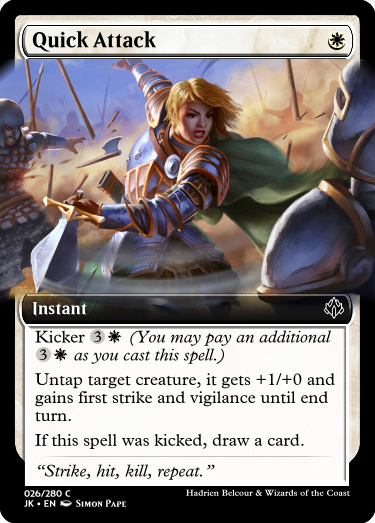 Quick Attack
Instant
Kicker 3 (You may pay an additional
3 as you cast this spell.)
Untap target creature, it gets +1/+0 and
gains first strike and vigilance until end
turn.
If this spell was kicked, draw a card.
“Strike, hit, kill, repeat.”
026/280 C
JK • EN Simon Pape
Hadrien Belcour & Wizards of the Coast